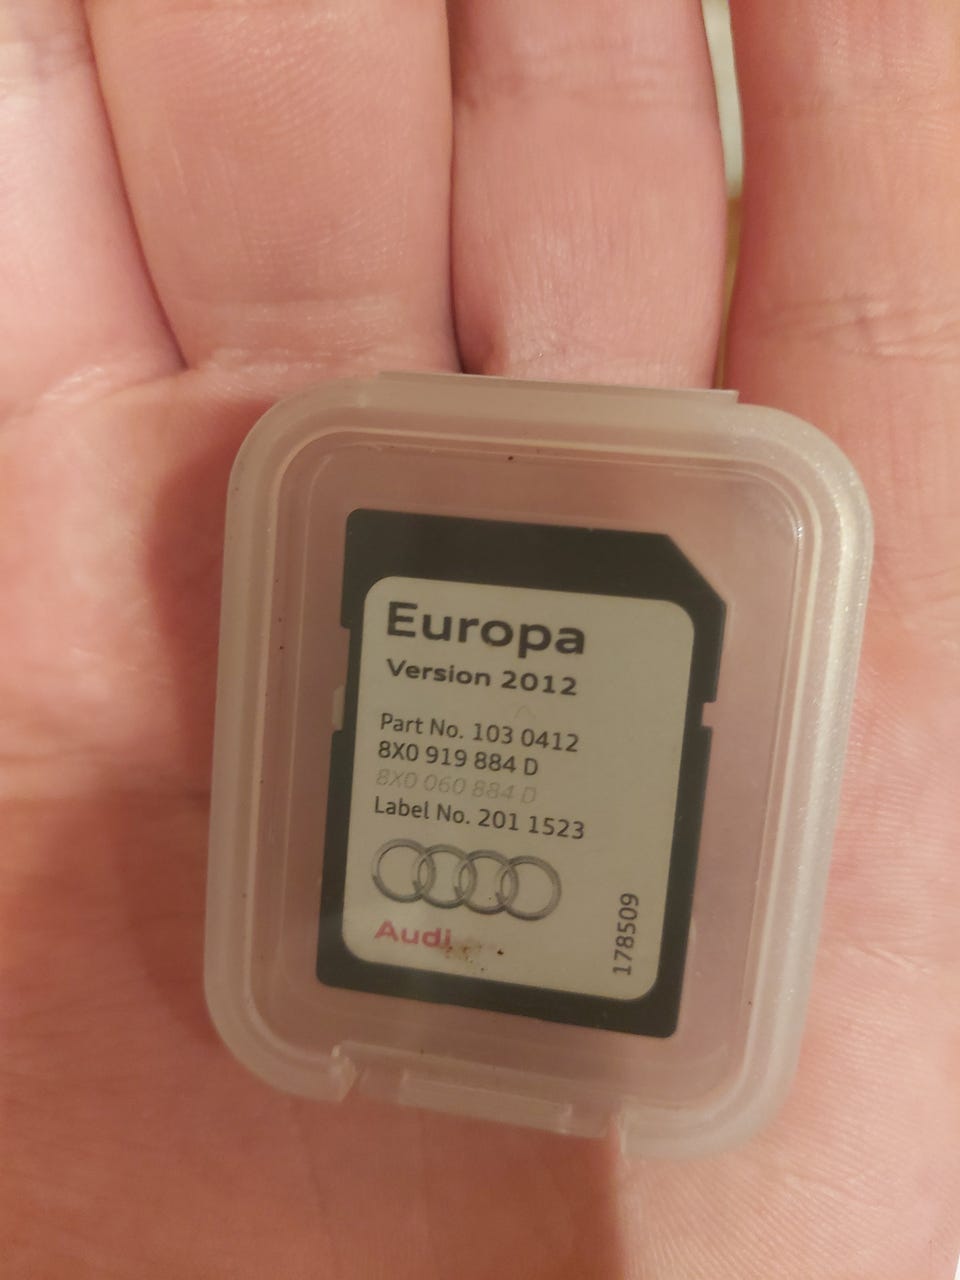 Europa
Version 2012
Part No. 103 0412
8X0 919 884 D
8X0 060 884 D
Label No. 201 1523
Audi
178509